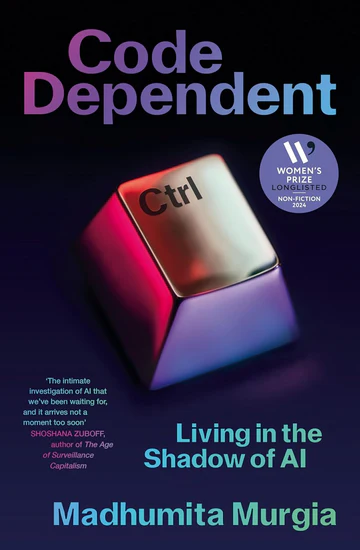 Code
Dependent
W'
WOMEN'S
PRIZE
LONGLISTED
NON-FICTION
2024
Ctrl
'The intimate
investigation of AI that
we've been waiting for,
and it arrives not a
moment too soon'
SHOSHANA ZUBOFF,
author of The Age
of Surveillance
Capitalism
Living in the
Shadow of AI
Madhumita Murgia